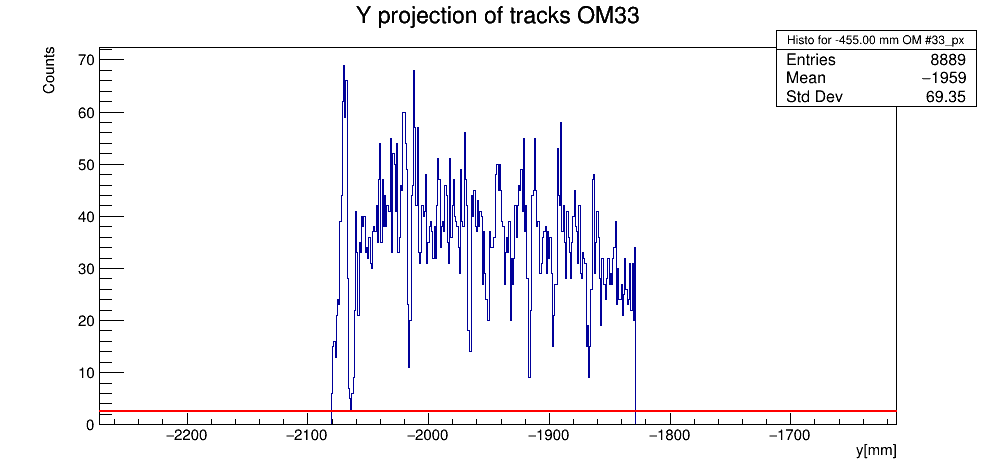 Y projection of tracks OM33
Histo for -455.00 mm OM #33_px
Entries 8889
Mean −1959
Std Dev 69.35
Counts
70
60
50
40
30
20
10
0
−2200 −2100 −2000 −1900 −1800 −1700
y[mm]